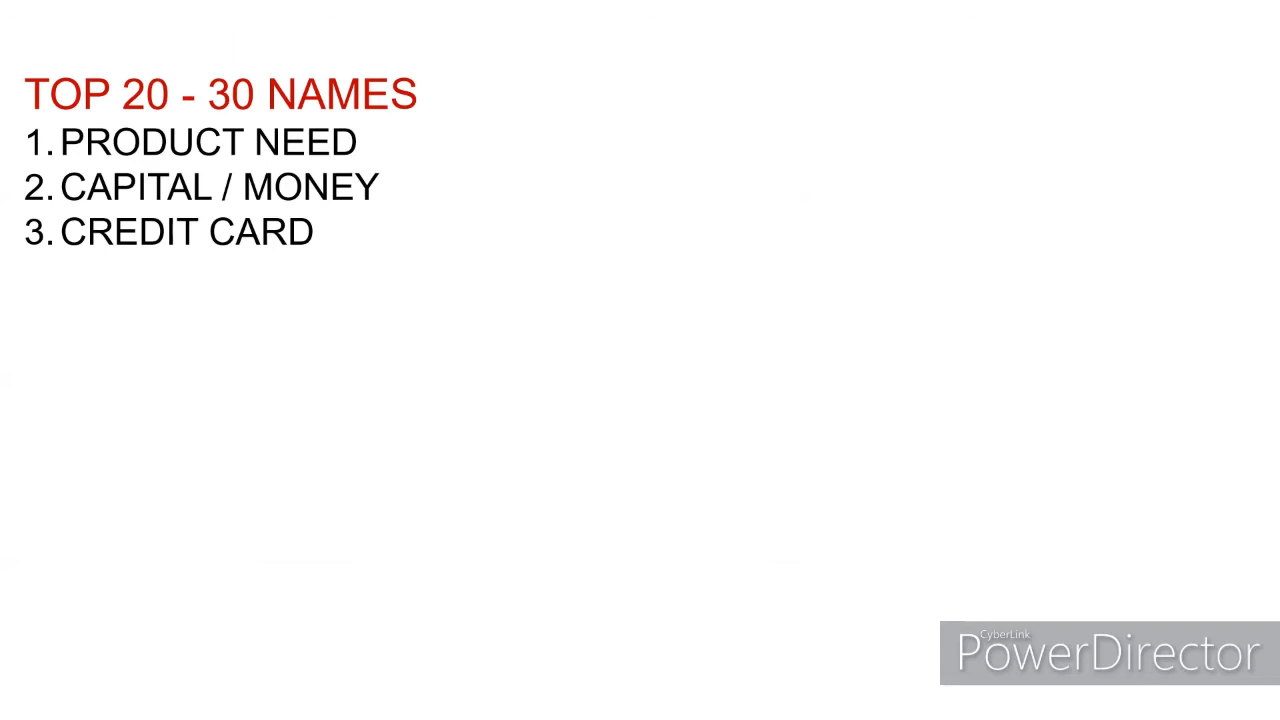 TOP 20 - 30 NAMES
1. PRODUCT NEED
2. CAPITAL / MONEY
3. CREDIT CARD
CyberLink
PowerDirector